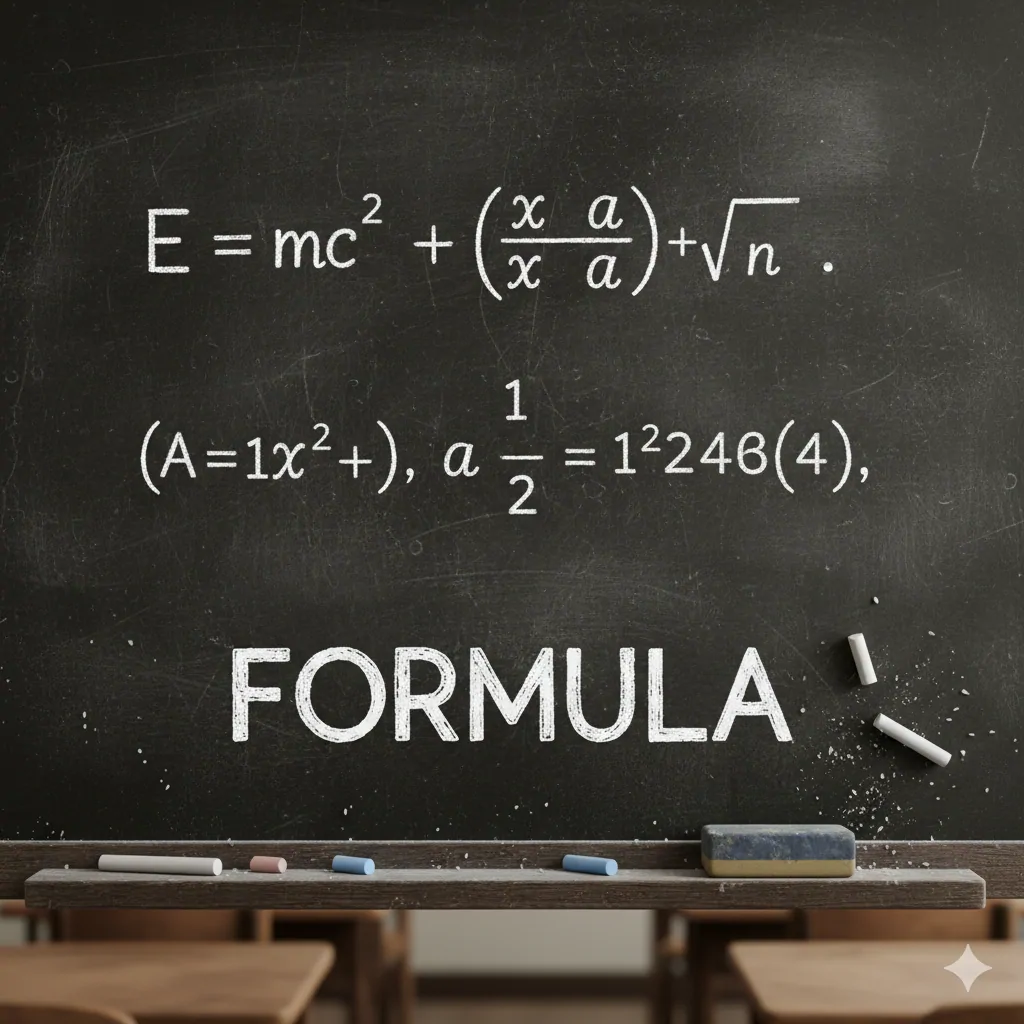 E = mc² + (x a / x a) + √n .
(A=1x²+), a 1/2 = 1²246(4),
FORMULA